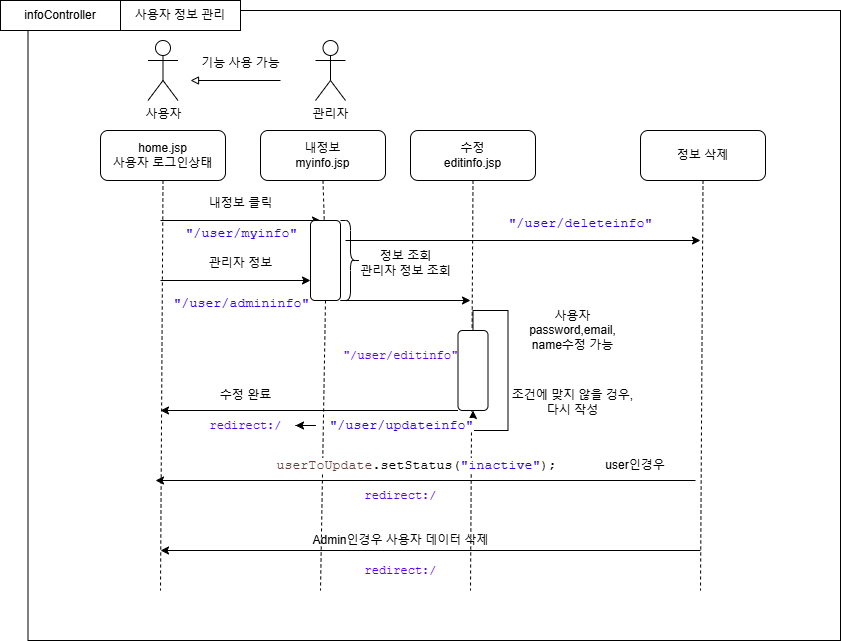 infoController
사용자 정보 관리
기능 사용 가능
사용자
관리자
home.jsp
사용자 로그인상태
내정보
myinfo.jsp
수정
editinfo.jsp
정보 삭제
내정보 클릭
"/user/myinfo"
"/user/deleteinfo"
정보 조회
관리자 정보 조회
관리자 정보
"/user/admininfo"
사용자
password,email,
name수정 가능
"/user/editinfo"
수정 완료
조건에 맞지 않을 경우,
다시 작성
redirect:/
"/user/updateinfo"
userToUpdate.setStatus("inactive");
user인경우
redirect:/
Admin인경우 사용자 데이터 삭제
redirect:/